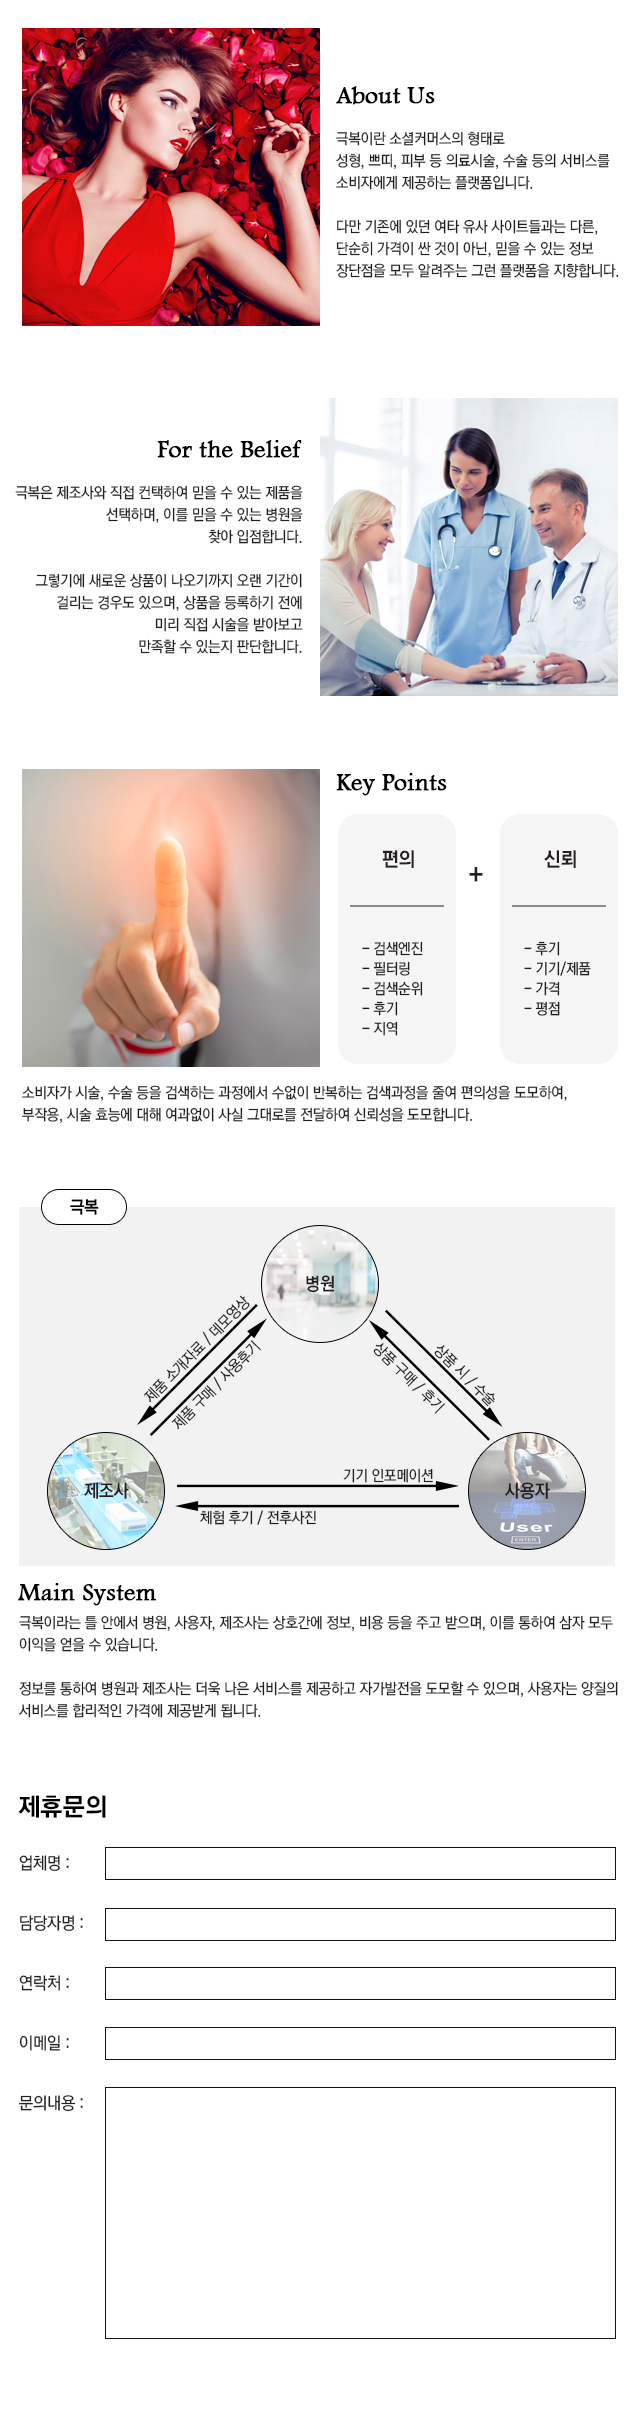 About Us
극복이란 소셜커머스의 형태로
성형, 쁘띠, 피부 등 의료시술, 수술 등의 서비스를
소비자에게 제공하는 플랫폼입니다.
다만 기존에 있던 여타 유사 사이트들과는 다른,
단순히 가격이 싼 것이 아닌, 믿을 수 있는 정보
장단점을 모두 알려주는 그런 플랫폼을 지향합니다.
For the Belief
극복은 제조사와 직접 컨택하여 믿을 수 있는 제품을
선택하며, 이를 믿을 수 있는 병원을
찾아 입점합니다.
그렇기에 새로운 상품이 나오기까지 오랜 기간이
걸리는 경우도 있으며, 상품을 등록하기 전에
미리 직접 시술을 받아보고
만족할 수 있는지 판단합니다.
Key Points
편의
- 검색엔진
- 필터링
- 검색순위
- 후기
- 지역
+
신뢰
- 후기
- 기기/제품
- 가격
- 평점
소비자가 시술, 수술 등을 검색하는 과정에서 수없이 반복하는 검색과정을 줄여 편의성을 도모하여,
부작용, 시술 효능에 대해 여과없이 사실 그대로를 전달하여 신뢰성을 도모합니다.
극복
병원
제품 소개자료 / 데모영상
제품 구매 / 사용후기
상품 시 / 수술
상품 구매 / 후기
제조사
기기 인포메이션
체험 후기 / 전후사진
사용자
User
ENTER
Main System
극복이라는 틀 안에서 병원, 사용자, 제조사는 상호간에 정보, 비용 등을 주고 받으며, 이를 통하여 삼자 모두
이익을 얻을 수 있습니다.
정보를 통하여 병원과 제조사는 더욱 나은 서비스를 제공하고 자가발전을 도모할 수 있으며, 사용자는 양질의
서비스를 합리적인 가격에 제공받게 됩니다.
제휴문의
업체명 :
담당자명 :
연락처 :
이메일 :
문의내용 :